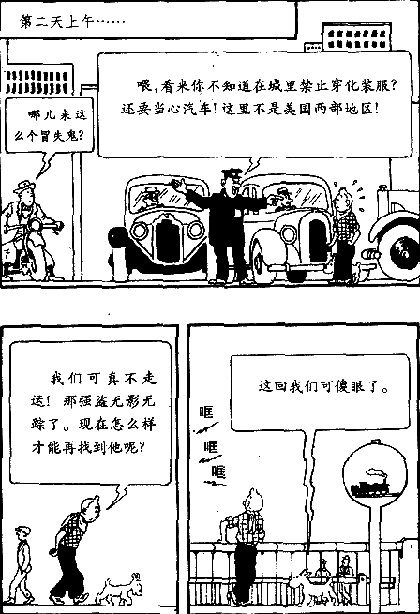 第二天上午……
哪儿来这
么个冒失鬼？
喂，看来你不知道在城里禁止穿化装服？
还要当心汽车！这里不是美国西部地区！
我们可真不走
运！那强盗无影无
踪了。现在怎么样
才能再找到他呢？
这回我们可傻眼了。
哐
哐
哐